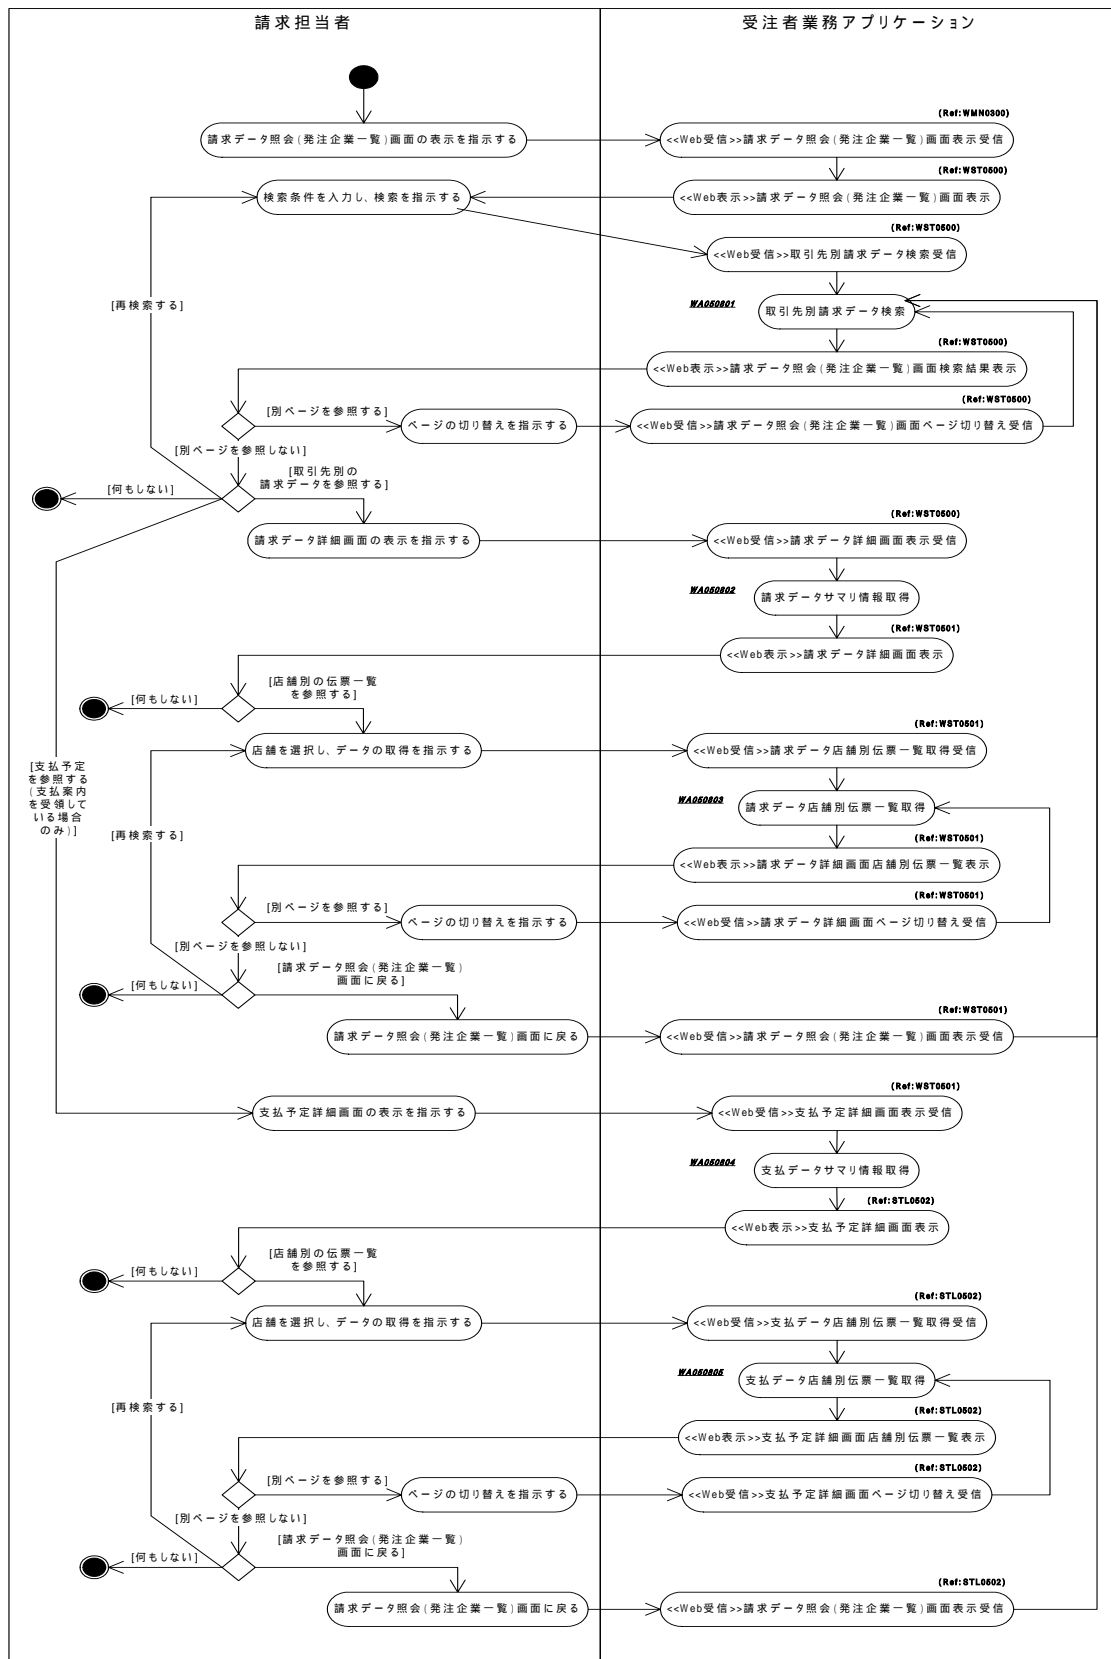 請求担当者
受注者業務アプリケーション
(Ref:WMN0300)
請求データ照会(発注企業一覧)画面の表示を指示する
<<Web受信>>請求データ照会(発注企業一覧)画面表示受信
(Ref:WST0500)
検索条件を入力し、検索を指示する
<<Web表示>>請求データ照会(発注企業一覧)画面表示
(Ref:WST0500)
<<Web受信>>取引先別請求データ検索受信
[再検索する]
WA050801
取引先別請求データ検索
(Ref:WST0500)
<<Web表示>>請求データ照会(発注企業一覧)画面検索結果表示
(Ref:WST0500)
[別ページを参照する]
ページの切り替えを指示する
<<Web受信>>請求データ照会(発注企業一覧)画面ページ切り替え受信
[別ページを参照しない]
[取引先別の
請求データを参照する]
[何もしない]
(Ref:WST0500)
請求データ詳細画面の表示を指示する
<<Web受信>>請求データ詳細画面表示受信
WA050802
請求データサマリ情報取得
(Ref:WST0501)
<<Web表示>>請求データ詳細画面表示
[店舗別の伝票一覧
を参照する]
[何もしない]
(Ref:WST0501)
店舗を選択し、データの取得を指示する
<<Web受信>>請求データ店舗別伝票一覧取得受信
[支払予定
を参照する
(支払案内
を受領して
いる場合
のみ)]
WA050803
請求データ店舗別伝票一覧取得
[再検索する]
(Ref:WST0501)
<<Web表示>>請求データ詳細画面店舗別伝票一覧表示
(Ref:WST0501)
[別ページを参照する]
ページの切り替えを指示する
<<Web受信>>請求データ詳細画面ページ切り替え受信
[別ページを参照しない]
[請求データ照会(発注企業一覧)
画面に戻る]
[何もしない]
(Ref:WST0501)
請求データ照会(発注企業一覧)画面に戻る
<<Web受信>>請求データ照会(発注企業一覧)画面表示受信
(Ref:WST0501)
支払予定詳細画面の表示を指示する
<<Web受信>>支払予定詳細画面表示受信
WA050804
支払データサマリ情報取得
(Ref:STL0502)
<<Web表示>>支払予定詳細画面表示
[店舗別の伝票一覧
を参照する]
[何もしない]
(Ref:STL0502)
店舗を選択し、データの取得を指示する
<<Web受信>>支払データ店舗別伝票一覧取得受信
WA050805
支払データ店舗別伝票一覧取得
[再検索する]
(Ref:STL0502)
<<Web表示>>支払予定詳細画面店舗別伝票一覧表示
(Ref:STL0502)
[別ページを参照する]
ページの切り替えを指示する
<<Web受信>>支払予定詳細画面ページ切り替え受信
[別ページを参照しない]
[請求データ照会(発注企業一覧)
画面に戻る]
[何もしない]
(Ref:STL0502)
請求データ照会(発注企業一覧)画面に戻る
<<Web受信>>請求データ照会(発注企業一覧)画面表示受信